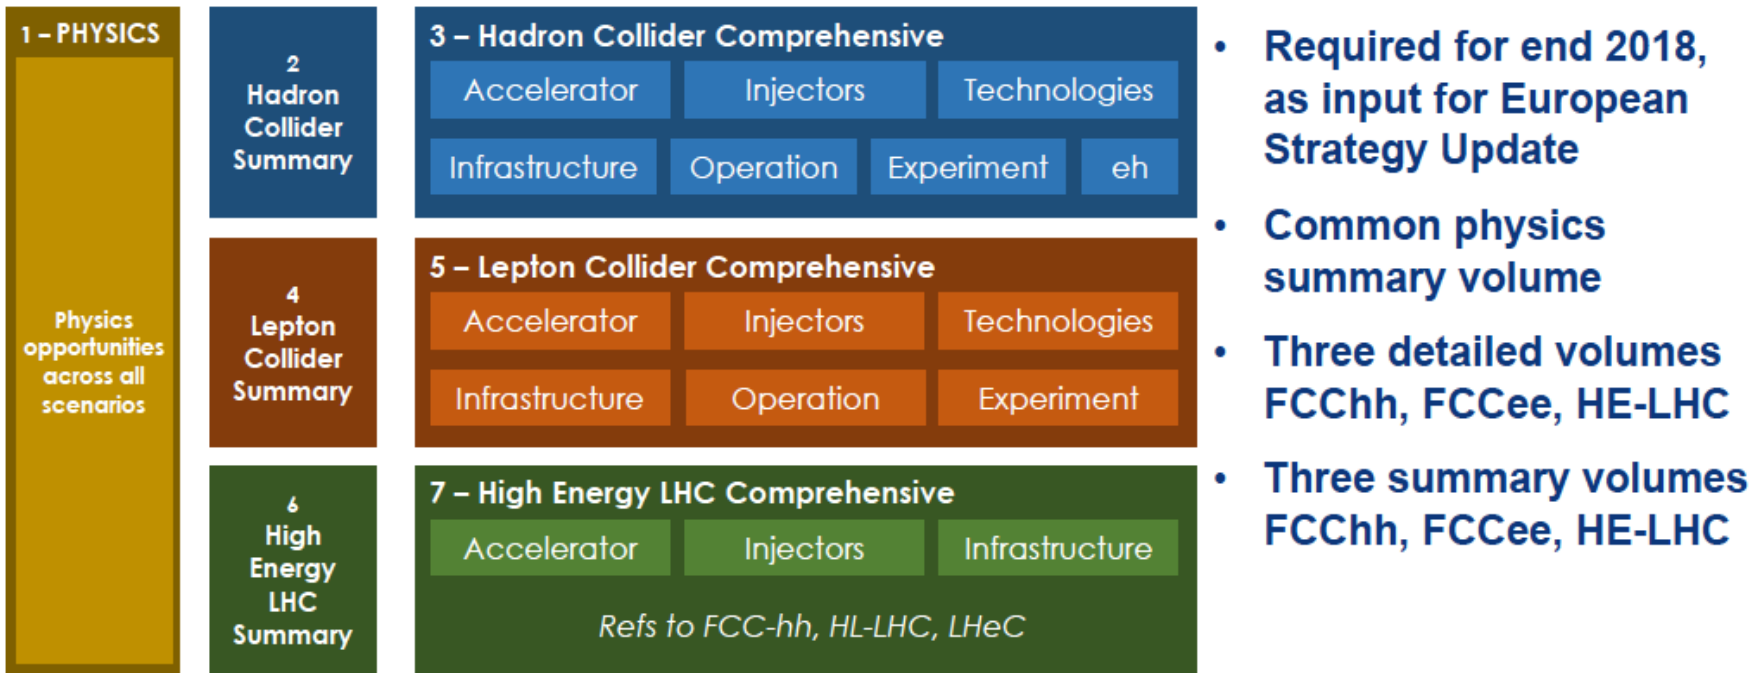 1 – PHYSICS
Physics
opportunities
across all
scenarios
2
Hadron
Collider
Summary
3 – Hadron Collider Comprehensive
Accelerator
Injectors
Technologies
Infrastructure
Operation
Experiment
eh
4
Lepton
Collider
Summary
5 – Lepton Collider Comprehensive
Accelerator
Injectors
Technologies
Infrastructure
Operation
Experiment
6
High
Energy
LHC
Summary
7 – High Energy LHC Comprehensive
Accelerator
Injectors
Infrastructure
Refs to FCC-hh, HL-LHC, LHeC
• Required for end 2018,
as input for European
Strategy Update
• Common physics
summary volume
• Three detailed volumes
FCChh, FCCee, HE-LHC
• Three summary volumes
FCChh, FCCee, HE-LHC